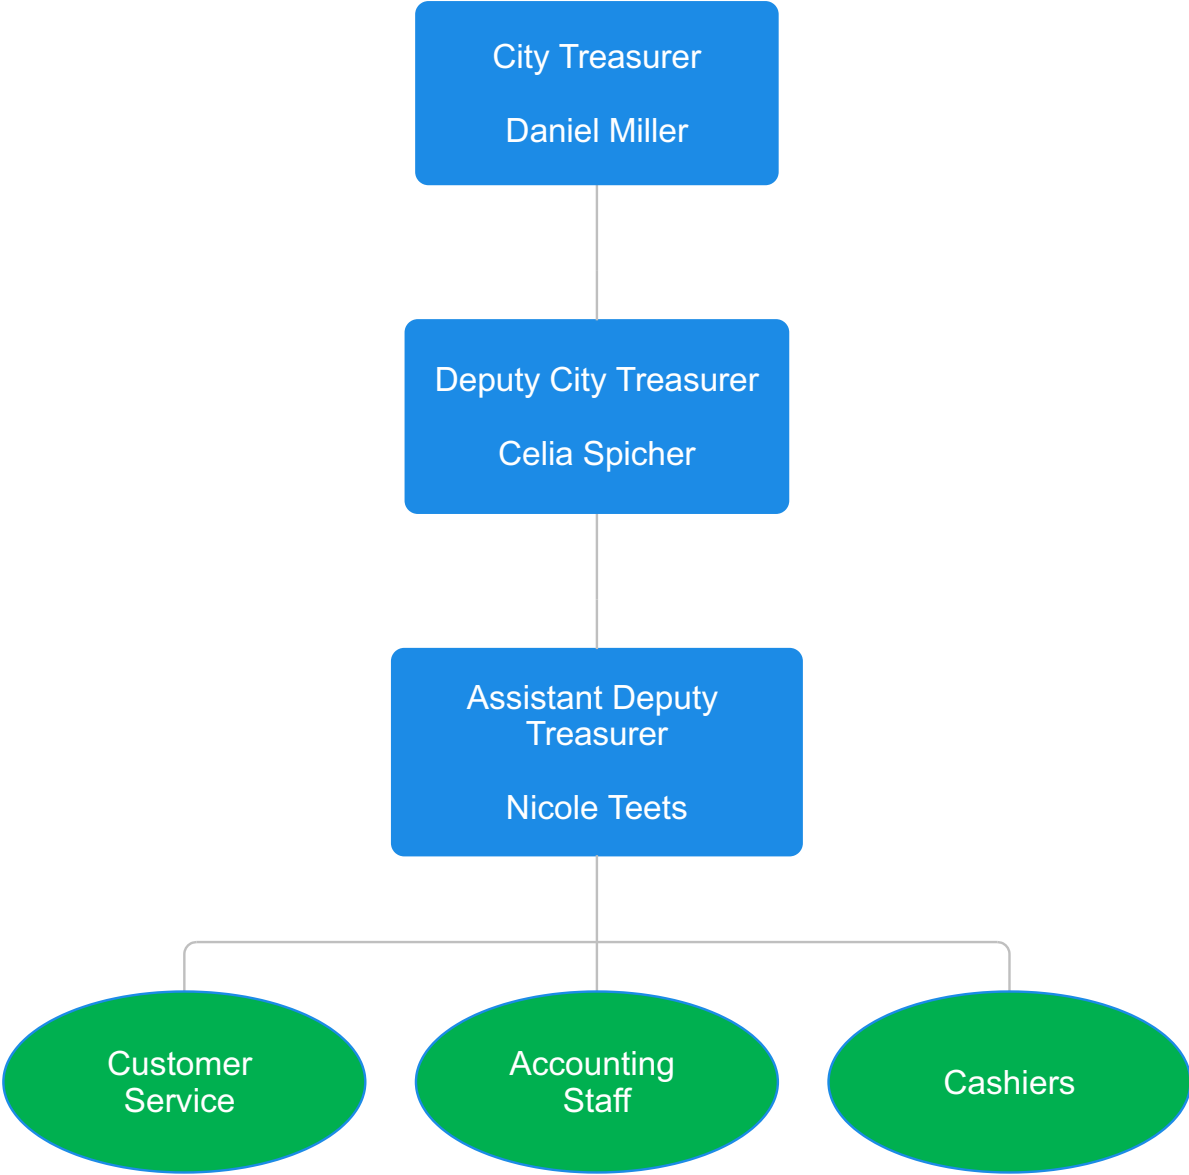 City Treasurer
Daniel Miller
Deputy City Treasurer
Celia Spicher
Assistant Deputy
Treasurer
Nicole Teets
Customer
Service
Accounting
Staff
Cashiers